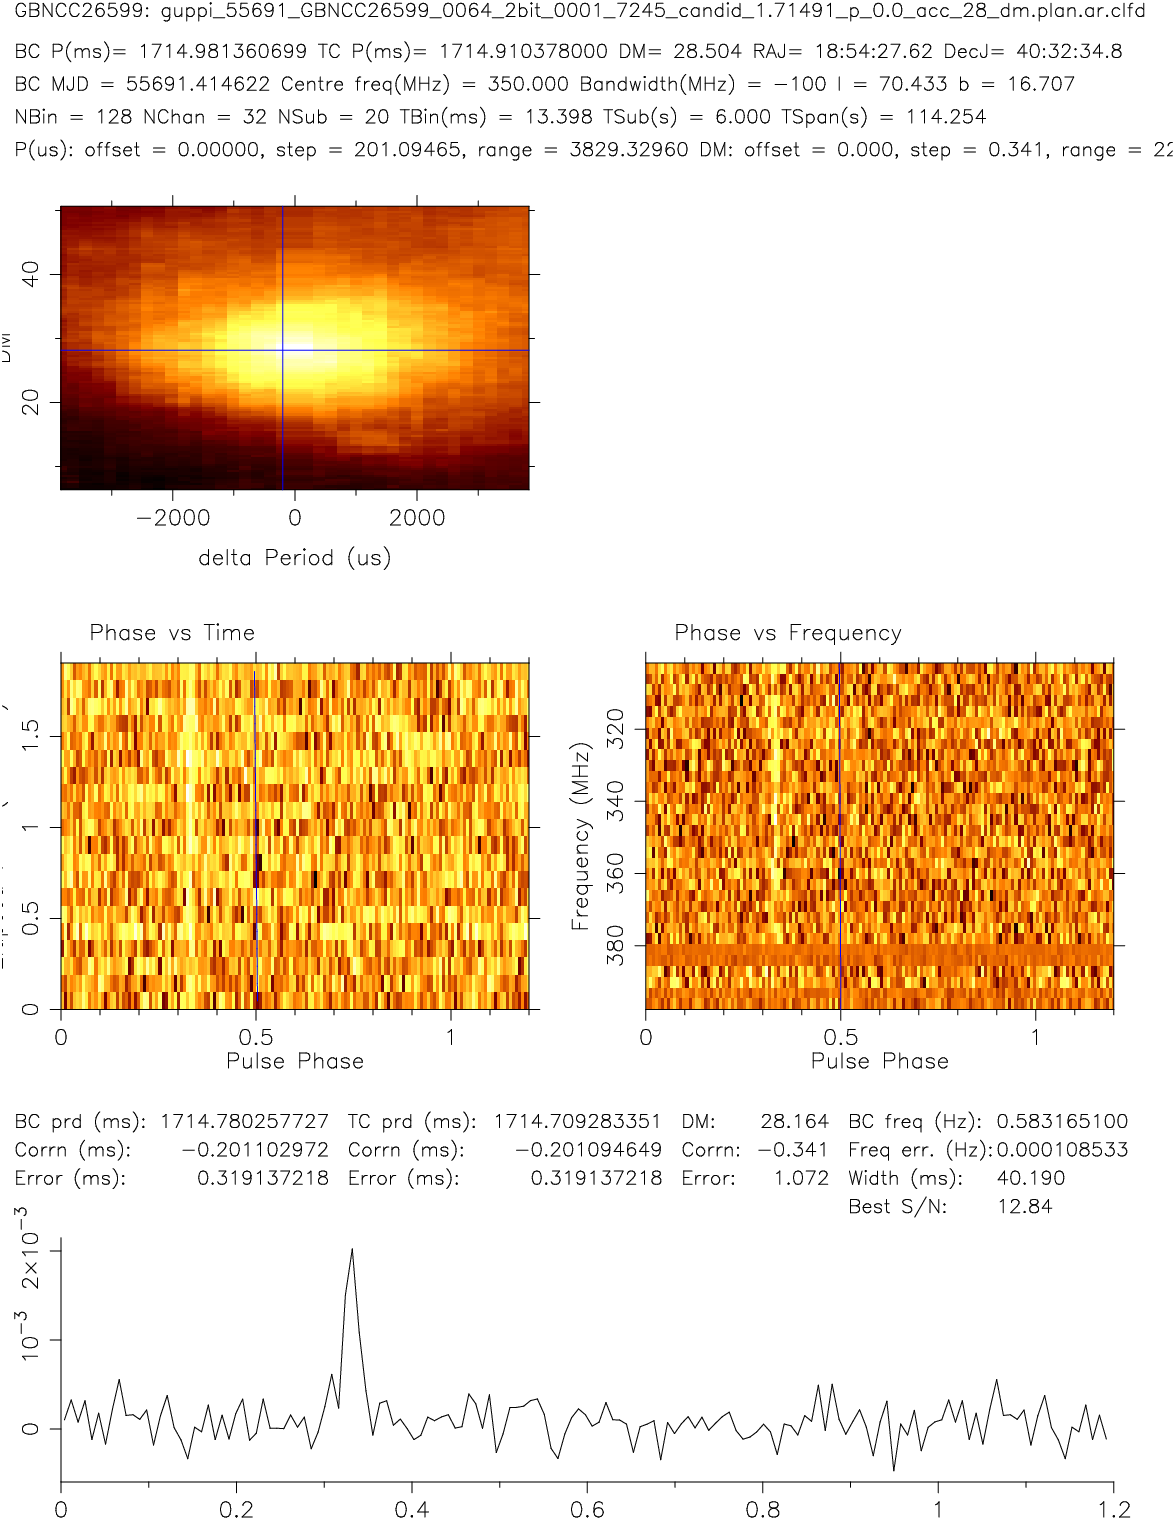 GBNCC26599: guppi_55691_GBNCC26599_0064_2bit_0001_7245_candid_1.71491_p_0.0_acc_28_dm.plan.ar.clfd
BC P(ms)= 1714.981360699 TC P(ms)= 1714.910378000 DM= 28.504 RAJ= 18:54:27.62 DecJ= 40:32:34.8
BC MJD = 55691.414622 Centre freq(MHz) = 350.000 Bandwidth(MHz) = −100 l = 70.433 b = 16.707
NBin = 128 NChan = 32 NSub = 20 TBin(ms) = 13.398 TSub(s) = 6.000 TSpan(s) = 114.254
P(us): offset = 0.00000, step = 201.09465, range = 3829.32960 DM: offset = 0.000, step = 0.341, range = 22
40
DM
20
−2000 0 2000
delta Period (us)
Phase vs Time
1.5
1
0.5
0
0 0.5 1
Pulse Phase
Phase vs Frequency
320
340
360
380
Frequency (MHz)
0 0.5 1
Pulse Phase
BC prd (ms): 1714.780257727 TC prd (ms): 1714.709283351 DM: 28.164 BC freq (Hz): 0.583165100
Corrn (ms): −0.201102972 Corrn (ms): −0.201094649 Corrn: −0.341 Freq err. (Hz): 0.000108533
Error (ms): 0.319137218 Error (ms): 0.319137218 Error: 1.072 Width (ms): 40.190
Best S/N: 12.84
2×10−3
10−3
0
0 0.2 0.4 0.6 0.8 1 1.2